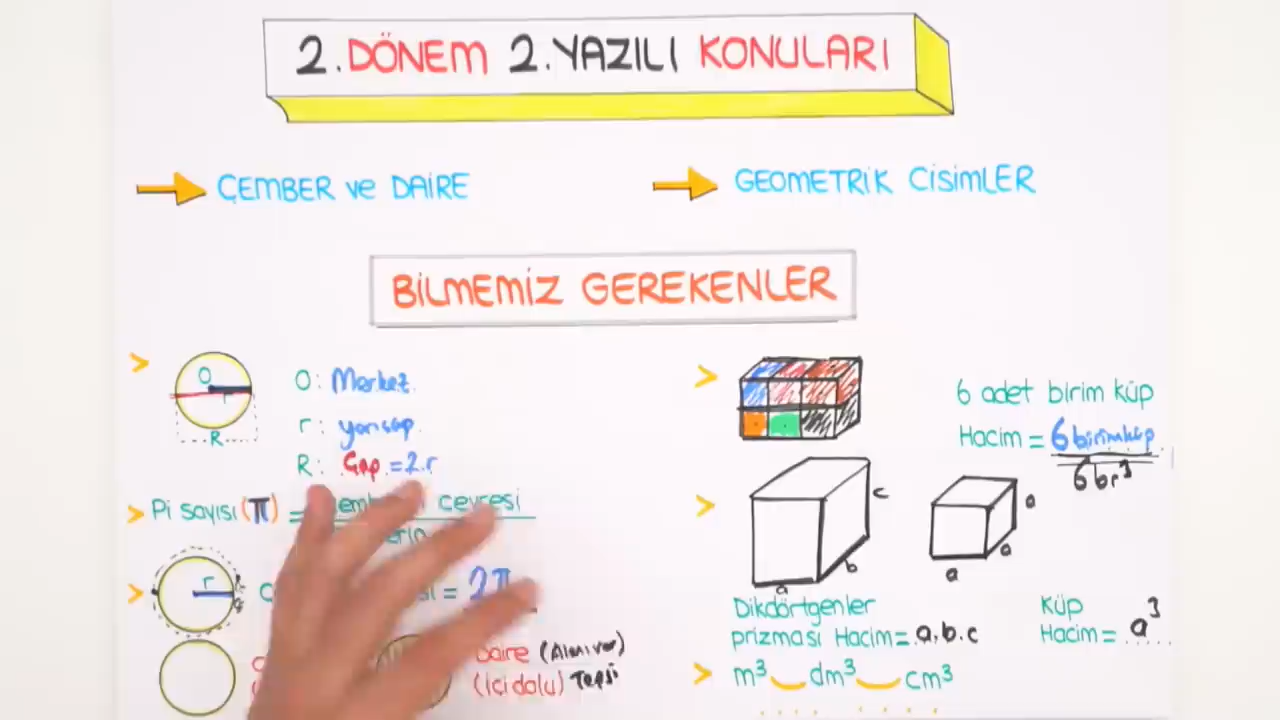 2. DÖNEM 2. YAZILI KONULARI
ÇEMBER ve DAİRE
GEOMETRİK CİSİMLER
BİLMEMİZ GEREKENLER
O
r
R
O: Merkez
r: yarıçap
R: Çap = 2.r
Pi sayısı (π) = çevresi
r
= 2π
Daire (Alanı var)
(İçi dolu) Tepsi
6 adet birim küp
Hacim = 6 birimküp
6 br³
a
b
c
a
a
a
Dikdörtgenler
prizması Hacim = a.b.c
Küp
Hacim = a³
m³ dm³ cm³